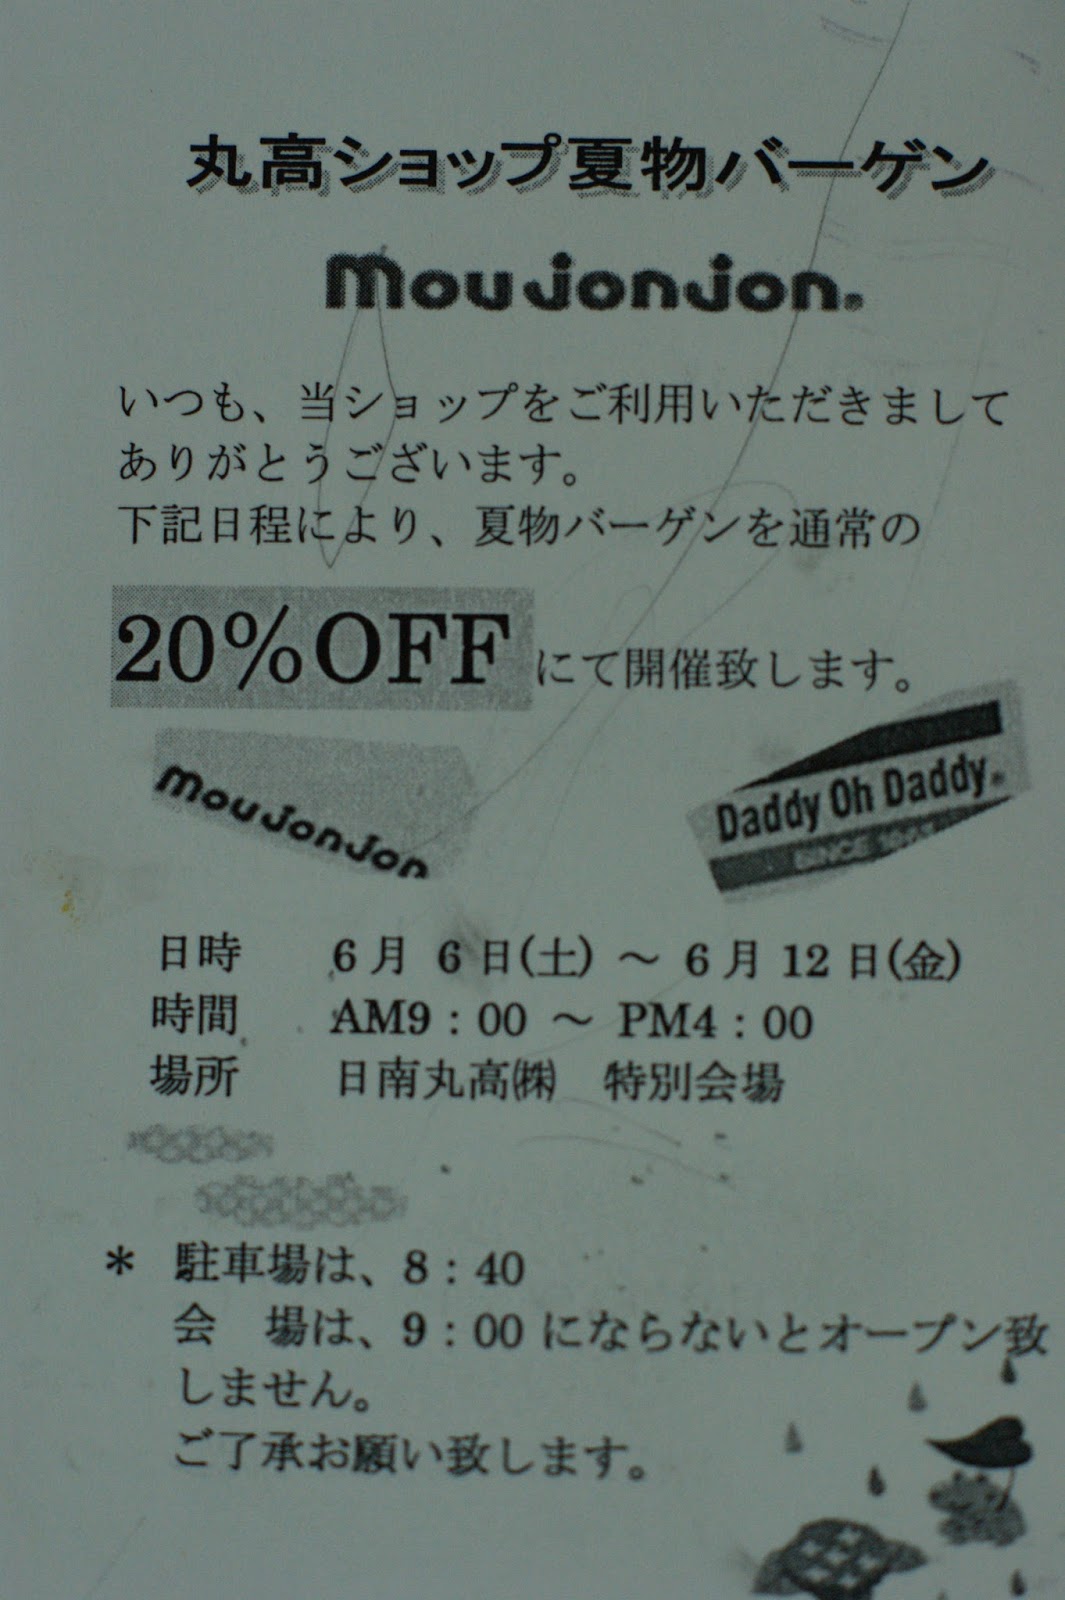 丸高ショップ夏物バーゲン
moujonjon®
いつも、当ショップをご利用いただきまして
ありがとうございます。
下記日程により、夏物バーゲンを通常の
20%OFF にて開催致します。
moujonjon
Daddy Oh Daddy®
SINCE
日時 6月 6日(土) ～ 6月 12日(金)
時間 AM9：00 ～ PM4：00
場所 日南丸高㈱ 特別会場
＊ 駐車場は、8：40
会 場は、9：00 にならないとオープン致
しません。
ご了承お願い致します。